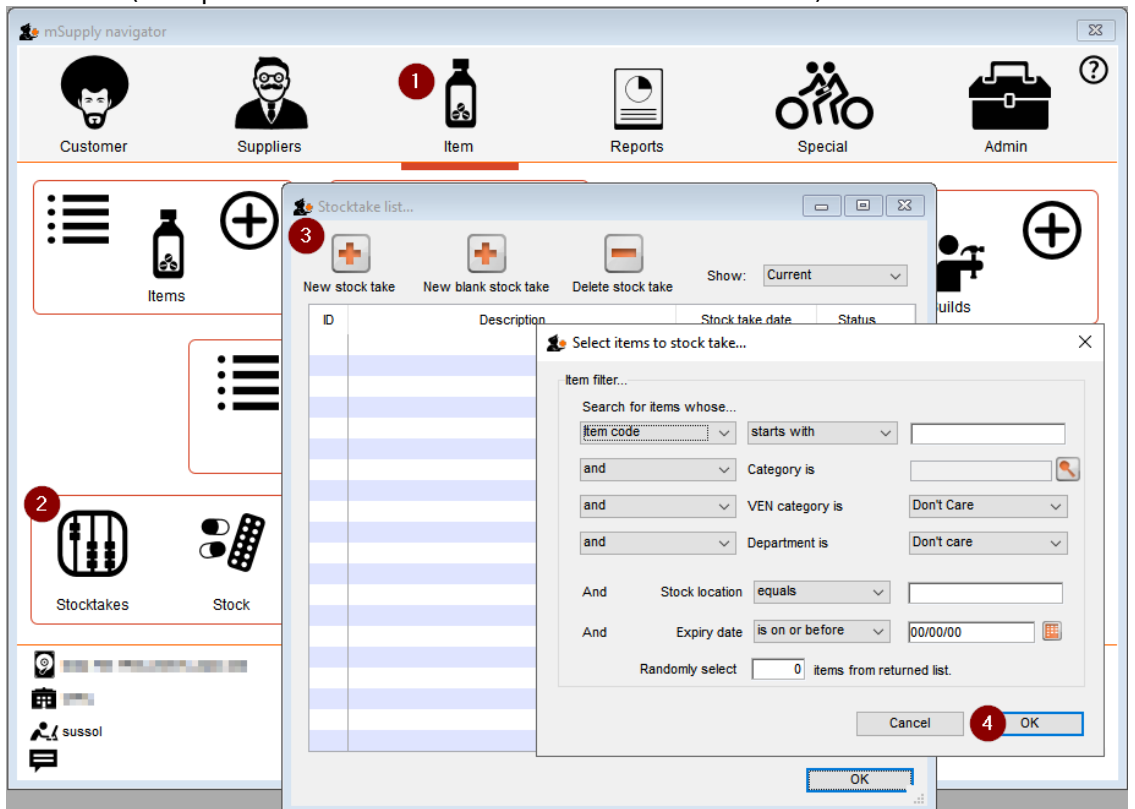 mSupply navigator
1
Customer Suppliers Item Reports Special Admin
Stocktake list...
3
New stock take New blank stock take Delete stock take Show: Current
Items
ID Description Stock take date Status
Select items to stock take...
Item filter...
Search for items whose...
Item code starts with
and Category is
and VEN category is Don't Care
and Department is Don't care
And Stock location equals
And Expiry date is on or before 00/00/00
Randomly select 0 items from returned list.
Cancel 4 OK
OK
2
Stocktakes Stock
sussol